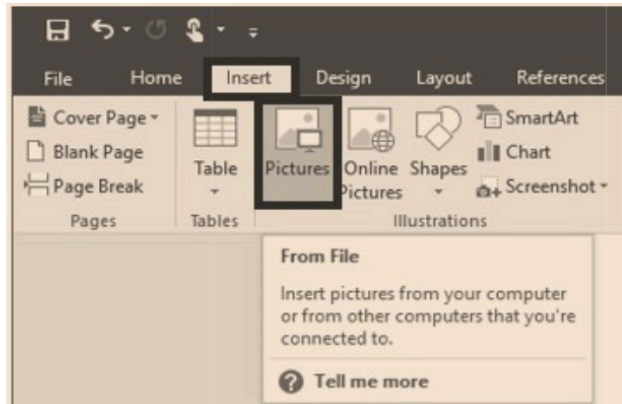 File Home Insert Design Layout References
Cover Page
Blank Page
Page Break
Pages
Table
Tables
Pictures
Online
Pictures
Shapes
SmartArt
Chart
Screenshot
Illustrations
From File
Insert pictures from your computer
or from other computers that you're
connected to.
Tell me more